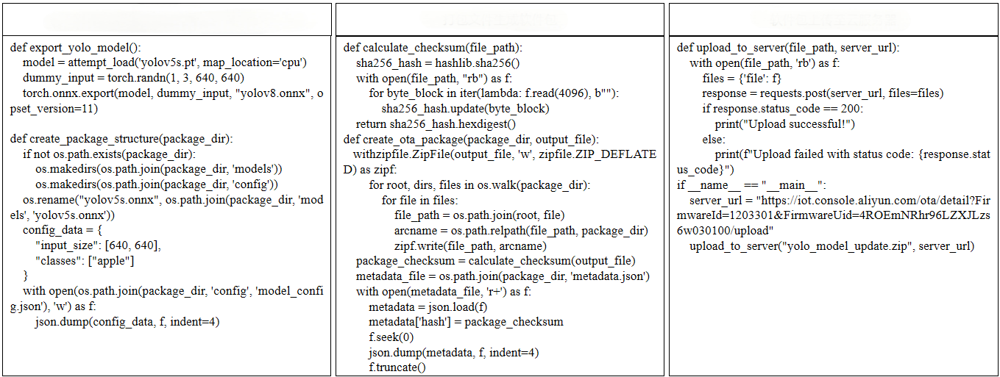 def export_yolo_model():
    model = attempt_load('yolov5s.pt', map_location='cpu')
    dummy_input = torch.randn(1, 3, 640, 640)
    torch.onnx.export(model, dummy_input, "yolov8.onnx", o
pset_version=11)

def create_package_structure(package_dir):
    if not os.path.exists(package_dir):
        os.makedirs(os.path.join(package_dir, 'models'))
        os.makedirs(os.path.join(package_dir, 'config'))
    os.rename("yolov5s.onnx", os.path.join(package_dir, 'mod
els', 'yolov5s.onnx'))
    config_data = {
        "input_size": [640, 640],
        "classes": ["apple"]
    }
    with open(os.path.join(package_dir, 'config', 'model_confi
g.json'), 'w') as f:
        json.dump(config_data, f, indent=4)
def calculate_checksum(file_path):
    sha256_hash = hashlib.sha256()
    with open(file_path, "rb") as f:
        for byte_block in iter(lambda: f.read(4096), b""):
            sha256_hash.update(byte_block)
    return sha256_hash.hexdigest()
def create_ota_package(package_dir, output_file):
    withzipfile.ZipFile(output_file, 'w', zipfile.ZIP_DEFLATE
D) as zipf:
        for root, dirs, files in os.walk(package_dir):
            for file in files:
                file_path = os.path.join(root, file)
                arcname = os.path.relpath(file_path, package_dir)
                zipf.write(file_path, arcname)
    package_checksum = calculate_checksum(output_file)
    metadata_file = os.path.join(package_dir, 'metadata.json')
    with open(metadata_file, 'r+') as f:
        metadata = json.load(f)
        metadata['hash'] = package_checksum
        f.seek(0)
        json.dump(metadata, f, indent=4)
        f.truncate()
def upload_to_server(file_path, server_url):
    with open(file_path, 'rb') as f:
        files = {'file': f}
        response = requests.post(server_url, files=files)
        if response.status_code == 200:
            print("Upload successful!")
        else:
            print(f"Upload failed with status code: {response.stat
us_code}")
if __name__ == "__main__":
    server_url = "https://iot.console.aliyun.com/ota/detail?Fir
mwareId=1203301&FirmwareUid=4ROEmNRhr96LZXJLzs
6w030100/upload"
    upload_to_server("yolo_model_update.zip", server_url)